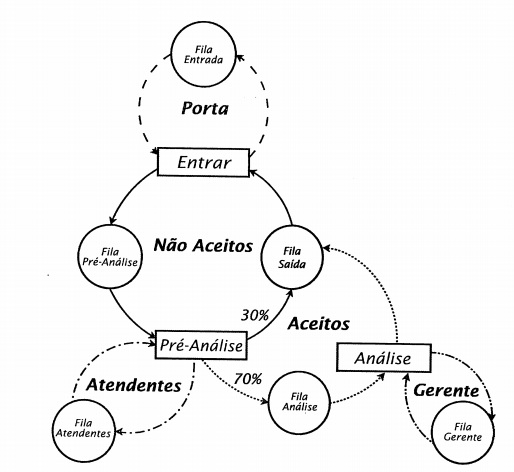 Fila
Entrada
Porta
Entrar
Fila
Pré-Análise
Não Aceitos
Fila
Saída
30%
Aceitos
Pré-Análise
Análise
Atendentes
70%
Fila
Análise
Gerente
Fila
Atendentes
Fila
Gerente